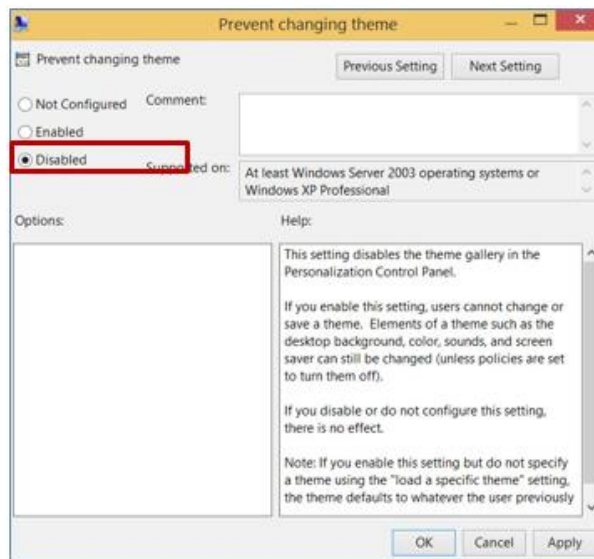 Prevent changing theme
Prevent changing theme
Previous Setting
Next Setting
Not Configured
Comment:
Enabled
Disabled
Supported on:
At least Windows Server 2003 operating systems or
Windows XP Professional
Options:
Help:
This setting disables the theme gallery in the
Personalization Control Panel.
If you enable this setting, users cannot change or
save a theme.  Elements of a theme such as the
desktop background, color, sounds, and screen
saver can still be changed (unless policies are set
to turn them off).
If you disable or do not configure this setting,
there is no effect.
Note: If you enable this setting but do not specify
a theme using the "load a specific theme" setting,
the theme defaults to whatever the user previously
OK
Cancel
Apply